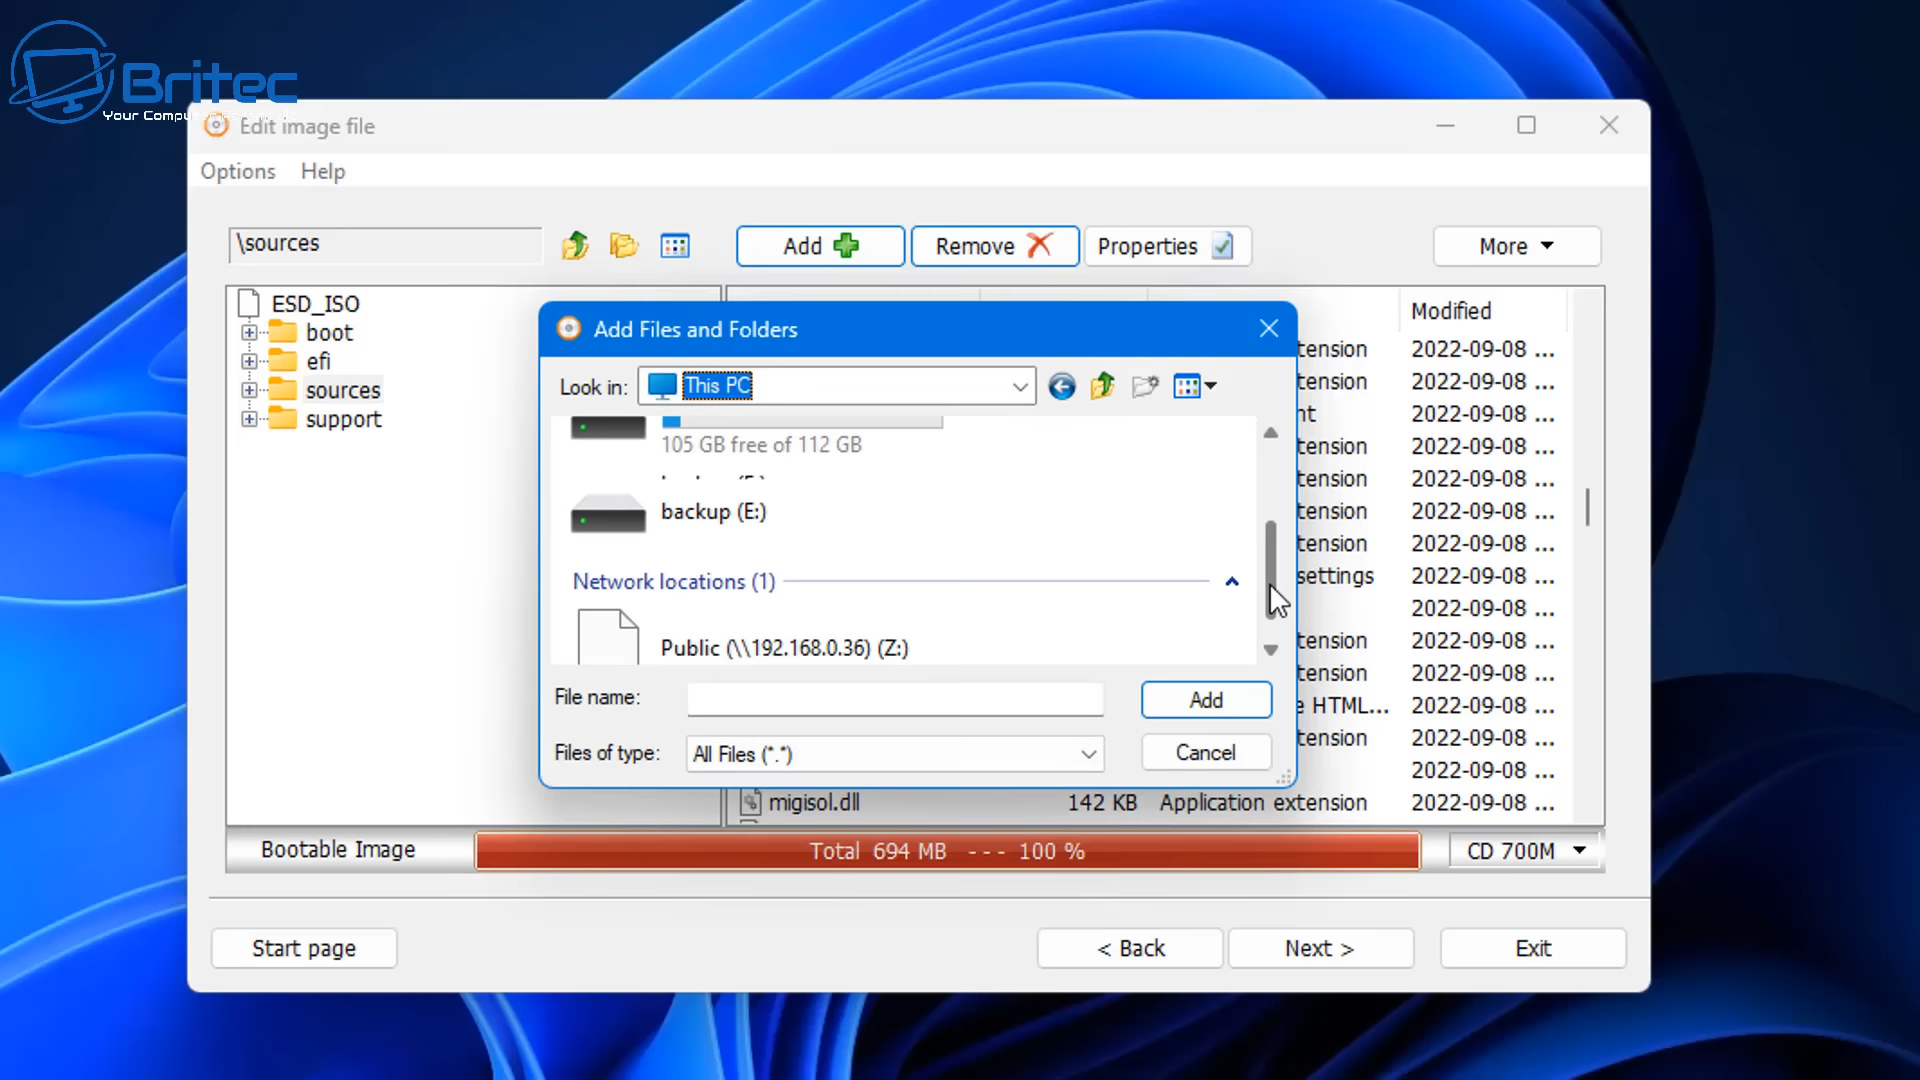 Britec
Edit image file
Options Help
\sources
Add Remove Properties More
ESD_ISO
boot
efi
sources
support
Modified
Add Files and Folders
Look in: This PC
105 GB free of 112 GB
backup (E:)
Network locations (1)
Public (\\192.168.0.36) (Z:)
File name: Add
Files of type: All Files (*.*) Cancel
tension 2022-09-08 ...
tension 2022-09-08 ...
nt 2022-09-08 ...
tension 2022-09-08 ...
tension 2022-09-08 ...
tension 2022-09-08 ...
tension 2022-09-08 ...
settings 2022-09-08 ...
2022-09-08 ...
tension 2022-09-08 ...
tension 2022-09-08 ...
e HTML... 2022-09-08 ...
tension 2022-09-08 ...
2022-09-08 ...
migisol.dll 142 KB Application extension 2022-09-08 ...
Bootable Image Total 694 MB --- 100 % CD 700M
Start page < Back Next > Exit